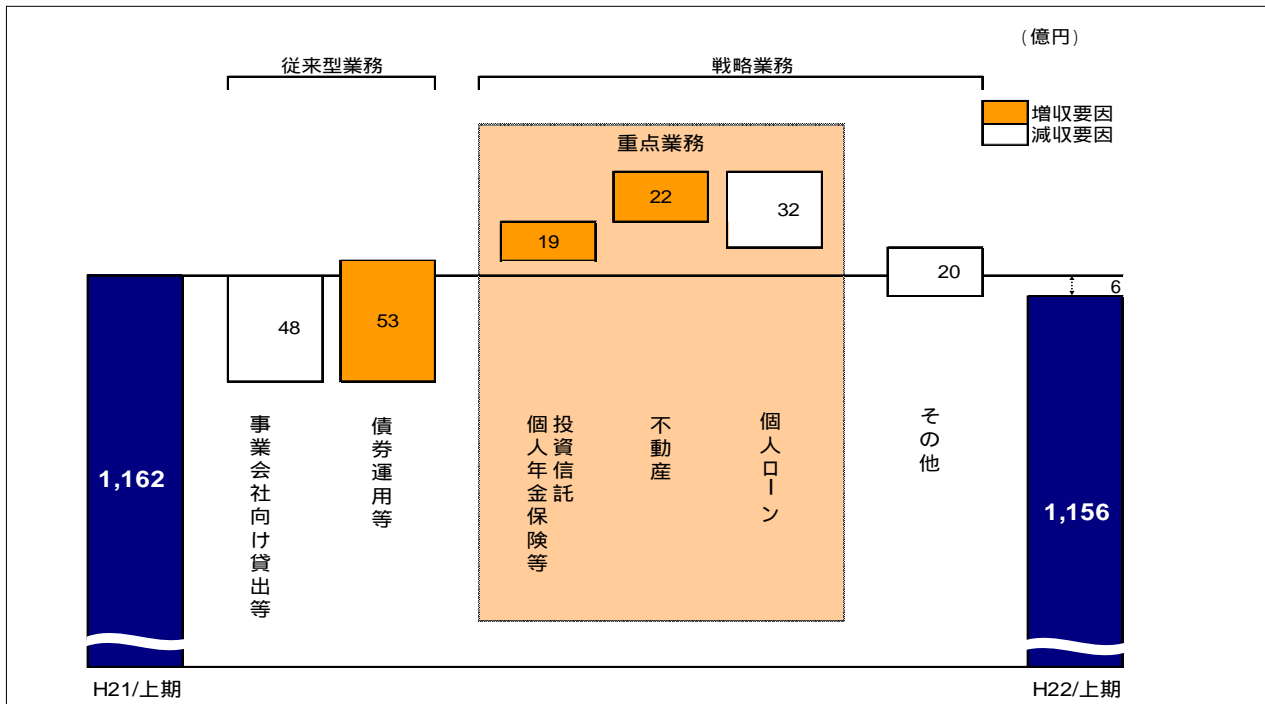 （億円）
従来型業務
戦略業務
増収要因
減収要因
重点業務
22
32
19
20
6
48
53
1,162
1,156
事業会社向け貸出等
債券運用等
投資信託
個人年金保険等
不動産
個人ローン
その他
H21/上期
H22/上期